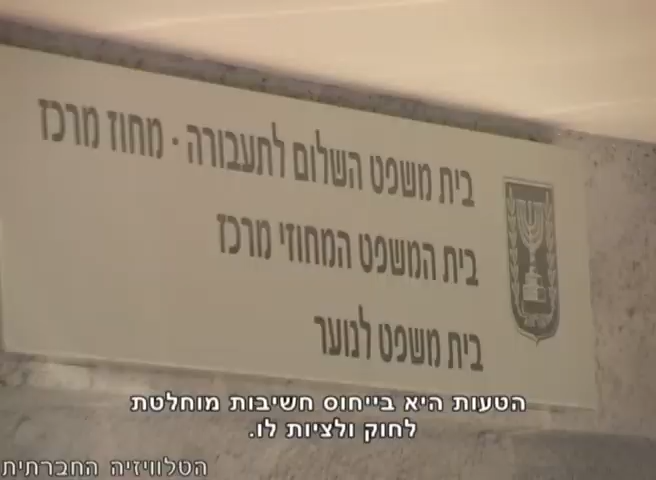 בית משפט השלום לתעבורה - מחוז מרכז
בית המשפט המחוזי מרכז
בית משפט לנוער
הטעות היא בייחוס חשיבות מוחלטת
לחוק ולציות לו.
הטלוויזיה החברתית